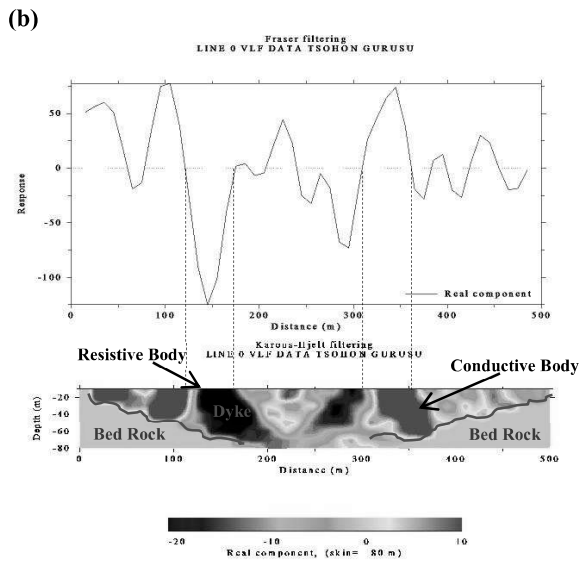 (b)
Fraser filtering
LINE 0 VLF DATA TSOHON GURUSU
50
0
-50
-100
Response
0
100
200
300
400
500
Real component
Distance (m)
Karous-Hjelt filtering
LINE 0 VLF DATA TSOHON GURUSU
Resistive Body
Conductive Body
-20
-40
-60
-80
Depth (m)
Dyke
Bed Rock
Bed Rock
0
100
200
300
400
500
Distance (m)
-20
-10
0
10
Real component, (skin= 80 m)